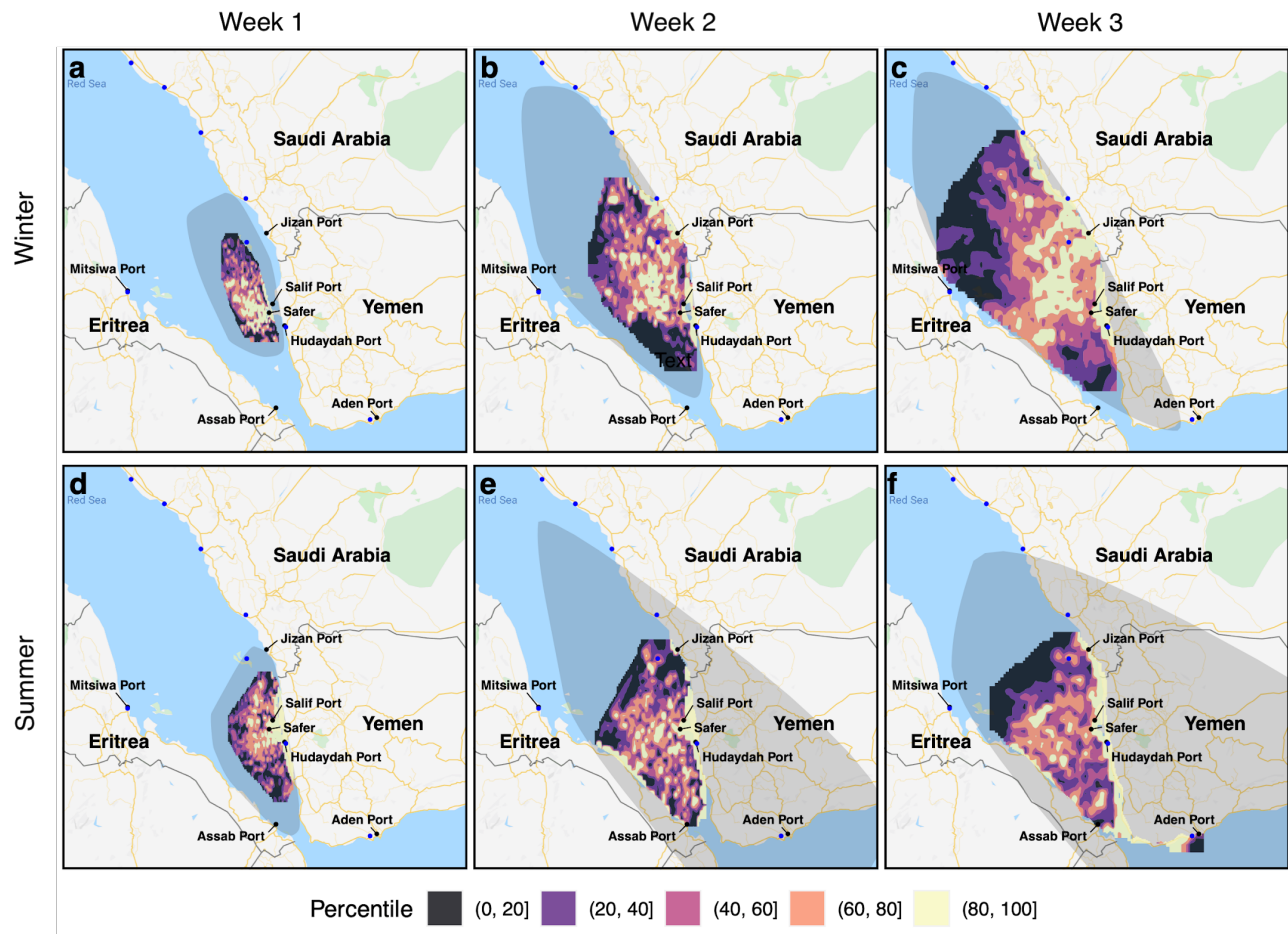 Week 1
Week 2
Week 3
Winter
a
Red Sea
Saudi Arabia
Jizan Port
Mitsiwa Port
Salif Port
Safer
Yemen
Eritrea
Hudaydah Port
Assab Port
Aden Port
b
Red Sea
Saudi Arabia
Jizan Port
Mitsiwa Port
Salif Port
Safer
Yemen
Eritrea
Hudaydah Port
Text
Assab Port
Aden Port
c
Red Sea
Saudi Arabia
Jizan Port
Mitsiwa Port
Salif Port
Safer
Yemen
Eritrea
Hudaydah Port
Assab Port
Aden Port
Summer
d
Red Sea
Saudi Arabia
Jizan Port
Mitsiwa Port
Salif Port
Safer
Yemen
Eritrea
Hudaydah Port
Assab Port
Aden Port
e
Red Sea
Saudi Arabia
Jizan Port
Mitsiwa Port
Salif Port
Safer
Yemen
Eritrea
Hudaydah Port
Assab Port
Aden Port
f
Red Sea
Saudi Arabia
Jizan Port
Mitsiwa Port
Salif Port
Safer
Yemen
Eritrea
Hudaydah Port
Assab Port
Aden Port
Percentile (0, 20] (20, 40] (40, 60] (60, 80] (80, 100]